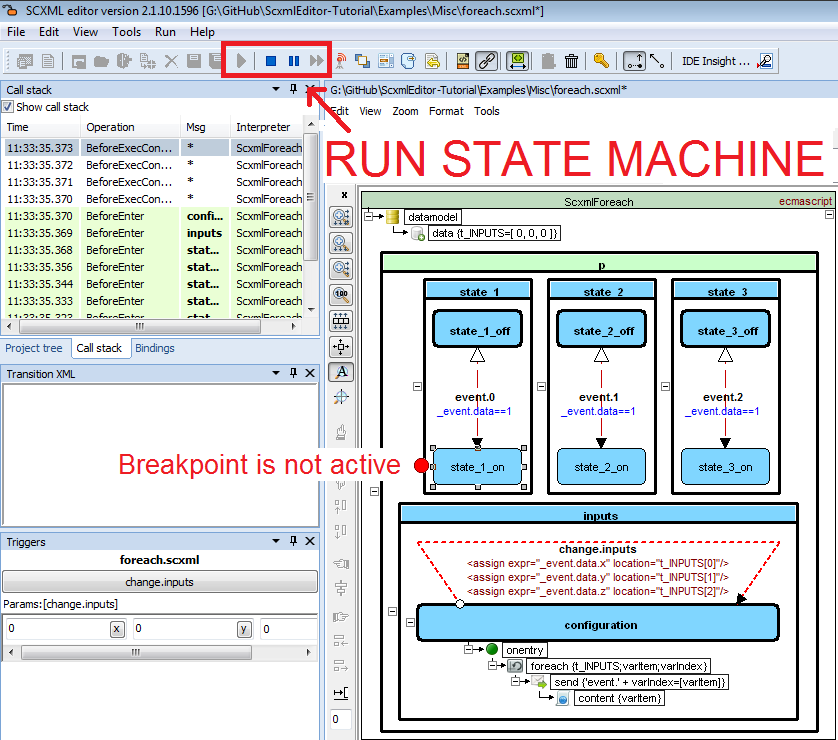 SCXML editor version 2.1.10.1596 [G:\GitHub\ScxmlEditor-Tutorial\Examples\Misc\foreach.scxml*]
File Edit View Tools Run Help
IDE Insight ...
Call stack
Show call stack
Time Operation Msg Interpreter
11:33:35.373 BeforeExecCon... * ScxmlForeach
11:33:35.372 BeforeExecCon... * ScxmlForeach
11:33:35.371 BeforeExecCon... * ScxmlForeach
11:33:35.370 BeforeExecCon... * ScxmlForeach
11:33:35.370 BeforeEnter confi... ScxmlForeach
11:33:35.369 BeforeEnter inputs ScxmlForeach
11:33:35.368 BeforeEnter stat... ScxmlForeach
11:33:35.356 BeforeEnter stat... ScxmlForeach
11:33:35.344 BeforeEnter stat... ScxmlForeach
11:33:35.333 BeforeEnter stat... ScxmlForeach
Project tree Call stack Bindings
Transition XML
Triggers
foreach.scxml
change.inputs
Params:[change.inputs]
0 x 0 y 0
G:\GitHub\ScxmlEditor-Tutorial\Examples\Misc\foreach.scxml*
Edit View Zoom Format Tools
RUN STATE MACHINE
x
100
A
0
ScxmlForeach ecmascript
datamodel
data {t_INPUTS=[ 0, 0, 0 ]}
p
state_1 state_2 state_3
state_1_off state_2_off state_3_off
event.0 event.1 event.2
_event.data==1 _event.data==1 _event.data==1
Breakpoint is not active
state_1_on state_2_on state_3_on
inputs
change.inputs
<assign expr="_event.data.x" location="t_INPUTS[0]"/>
<assign expr="_event.data.y" location="t_INPUTS[1]"/>
<assign expr="_event.data.z" location="t_INPUTS[2]"/>
configuration
onentry
foreach {t_INPUTS;varItem;varIndex}
send {'event.' + varIndex=[varItem]}
content {varItem}